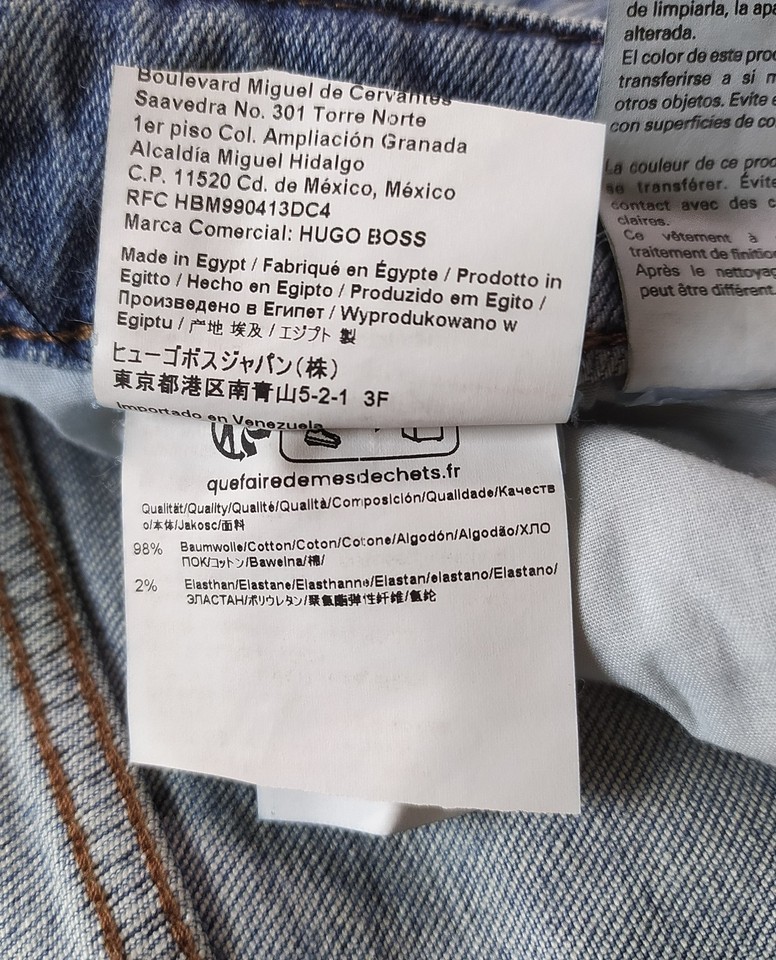 Boulevard Miguel de Cervantes
Saavedra No. 301 Torre Norte
1er piso Col. Ampliación Granada
Alcaldía Miguel Hidalgo
C.P. 11520 Cd. de México, México
RFC HBM990413DC4
Marca Comercial: HUGO BOSS
Made in Egypt / Fabriqué en Égypte / Prodotto in
Egitto / Hecho en Egipto / Produzido em Egito /
Произведено в Египет / Wyprodukowano w
Egiptu / 产地 埃及 / エジプト 製
ヒューゴボスジャパン(株)
東京都港区南青山5-2-1 3F
Importado en Venezuela
quefairedemesdechets.fr
Qualität/Quality/Qualité/Qualità/Composición/Qualidade/Качеств
о/本体/Jakosc/面料
98% Baumwolle/Cotton/Coton/Cotone/Algodón/Algodão/ХЛО
ПОК/コットン/Bawelna/棉/
2% Elasthan/Elastane/Elasthanne/Elastan/elastano/Elastano/
ЭЛАСТАН/ポリウレタン/聚氨酯弹性纤维/氨纶
de limpiarla, la apa
alterada.
El color de este prod
transferirse a si m
otros objetos. Evite e
con superficies de co
La couleur de ce prod
se transférer. Évite
contact avec des c
claires.
Ce vêtement a
traitement de finition
Après le nettoyag
peut être différent.